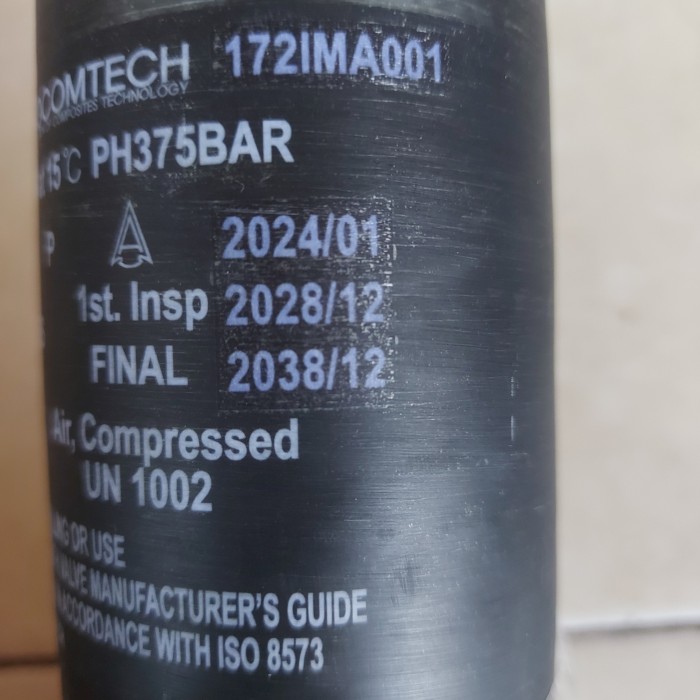 COMTECH 172IMA001
COMPOSITES TECHNOLOGY
15℃ PH375BAR
2024/01
1st. Insp 2028/12
FINAL 2038/12
Air, Compressed
UN 1002
OR USE
VALVE MANUFACTURER'S GUIDE
ACCORDANCE WITH ISO 8573